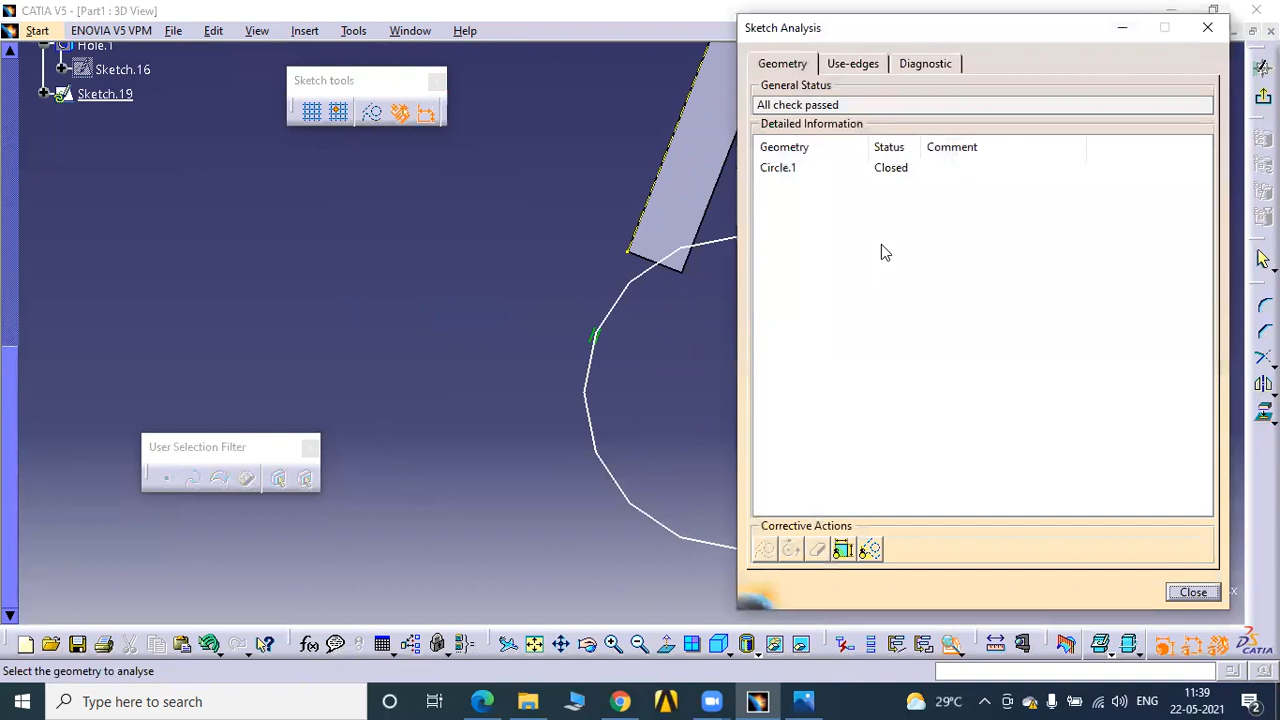 CATIA V5 - [Part1 : 3D View]
Start ENOVIA V5 VPM File Edit View Insert Tools Window Help
Hole.1
Sketch.16
Sketch.19
Sketch tools
User Selection Filter
Sketch Analysis
Geometry Use-edges Diagnostic
General Status
All check passed
Detailed Information
Geometry Status Comment
Circle.1 Closed
Corrective Actions
Close
x
f(x)
CATIA
Select the geometry to analyse
Type here to search
29°C
ENG
11:39
22-05-2021
2